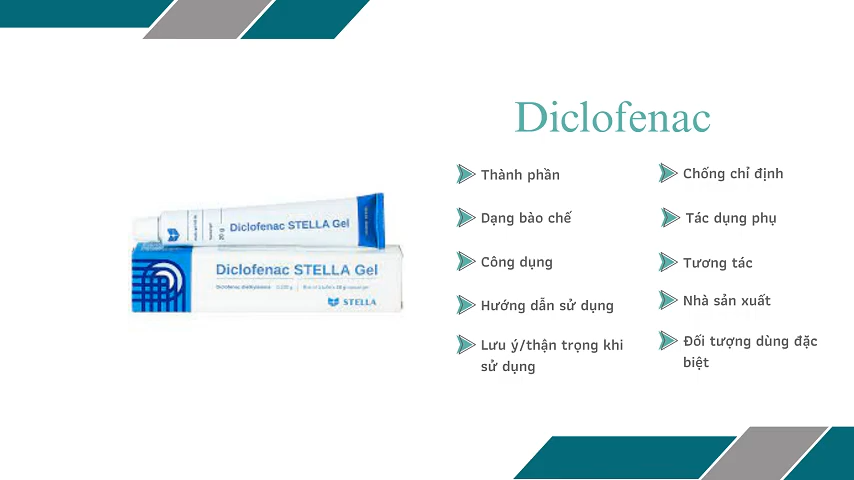 Diclofenac
Thành phần
Dạng bào chế
Công dụng
Hướng dẫn sử dụng
Lưu ý/thận trọng khi
sử dụng
Chống chỉ định
Tác dụng phụ
Tương tác
Nhà sản xuất
Đối tượng dùng đặc
biệt
Diclofenac STELLA Gel
20 g
Diclofenac STELLA Gel
STELLA